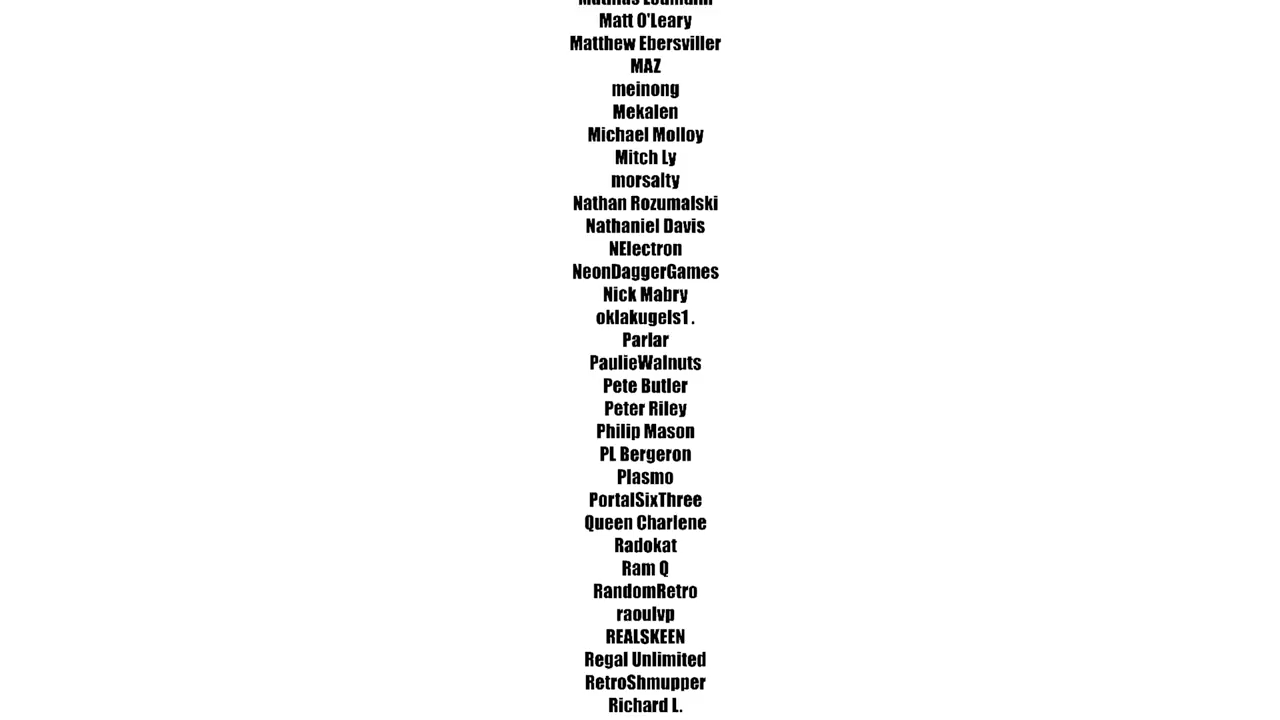 Matt O'Leary
Matthew Ebersviller
MAZ
meinong
Mekalen
Michael Molloy
Mitch Ly
morsalty
Nathan Rozumalski
Nathaniel Davis
NElectron
NeonDaggerGames
Nick Mabry
oklakugels1 .
Parlar
PaulieWalnuts
Pete Butler
Peter Riley
Philip Mason
PL Bergeron
Plasmo
PortalSixThree
Queen Charlene
Radokat
Ram Q
RandomRetro
raoulvp
REALSKEEN
Regal Unlimited
RetroShmupper
Richard L.